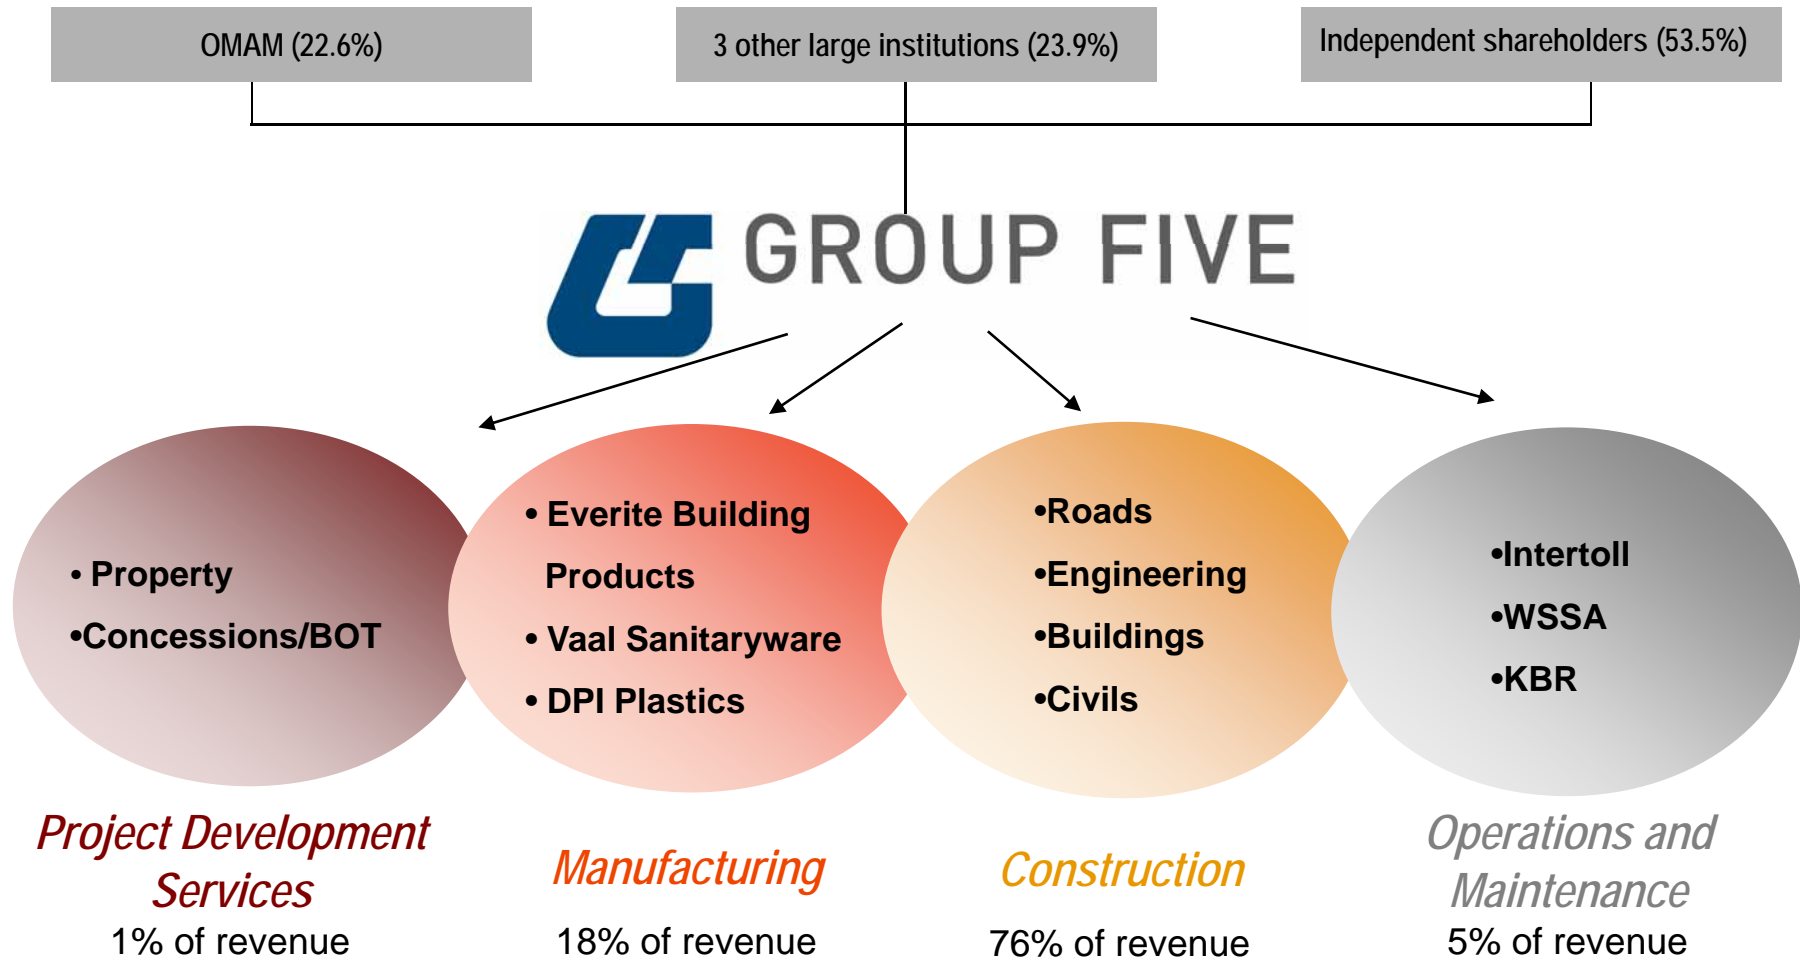 OMAM (22.6%)
3 other large institutions (23.9%)
Independent shareholders (53.5%)
GROUP FIVE
• Property
•Concessions/BOT
• Everite Building
Products
• Vaal Sanitaryware
• DPI Plastics
•Roads
•Engineering
•Buildings
•Civils
•Intertoll
•WSSA
•KBR
Project Development
Services
1% of revenue
Manufacturing
18% of revenue
Construction
76% of revenue
Operations and
Maintenance
5% of revenue